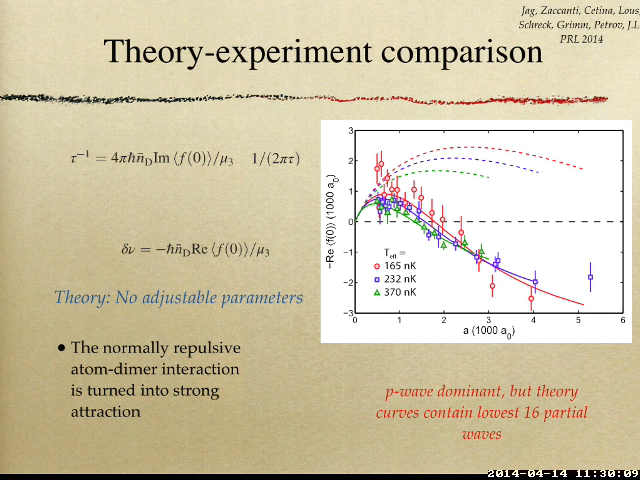 Jag, Zaccanti, Cetina, Lous,
Schreck, Grimm, Petrov, J.L
PRL 2014
Theory-experiment comparison
τ⁻¹ = 4πℏn̄_D Im ⟨f(0)⟩/μ₃ 1/(2πτ)
δν = −ℏn̄_D Re ⟨f(0)⟩/μ₃
Theory: No adjustable parameters
• The normally repulsive
atom-dimer interaction
is turned into strong
attraction
3
2
1
0
−1
−2
−3
−Re ⟨f(0)⟩ (1000 a₀)
T_eff =
165 nK
232 nK
370 nK
0 1 2 3 4 5 6
a (1000 a₀)
p-wave dominant, but theory
curves contain lowest 16 partial
waves
2014-04-14 11:30:09